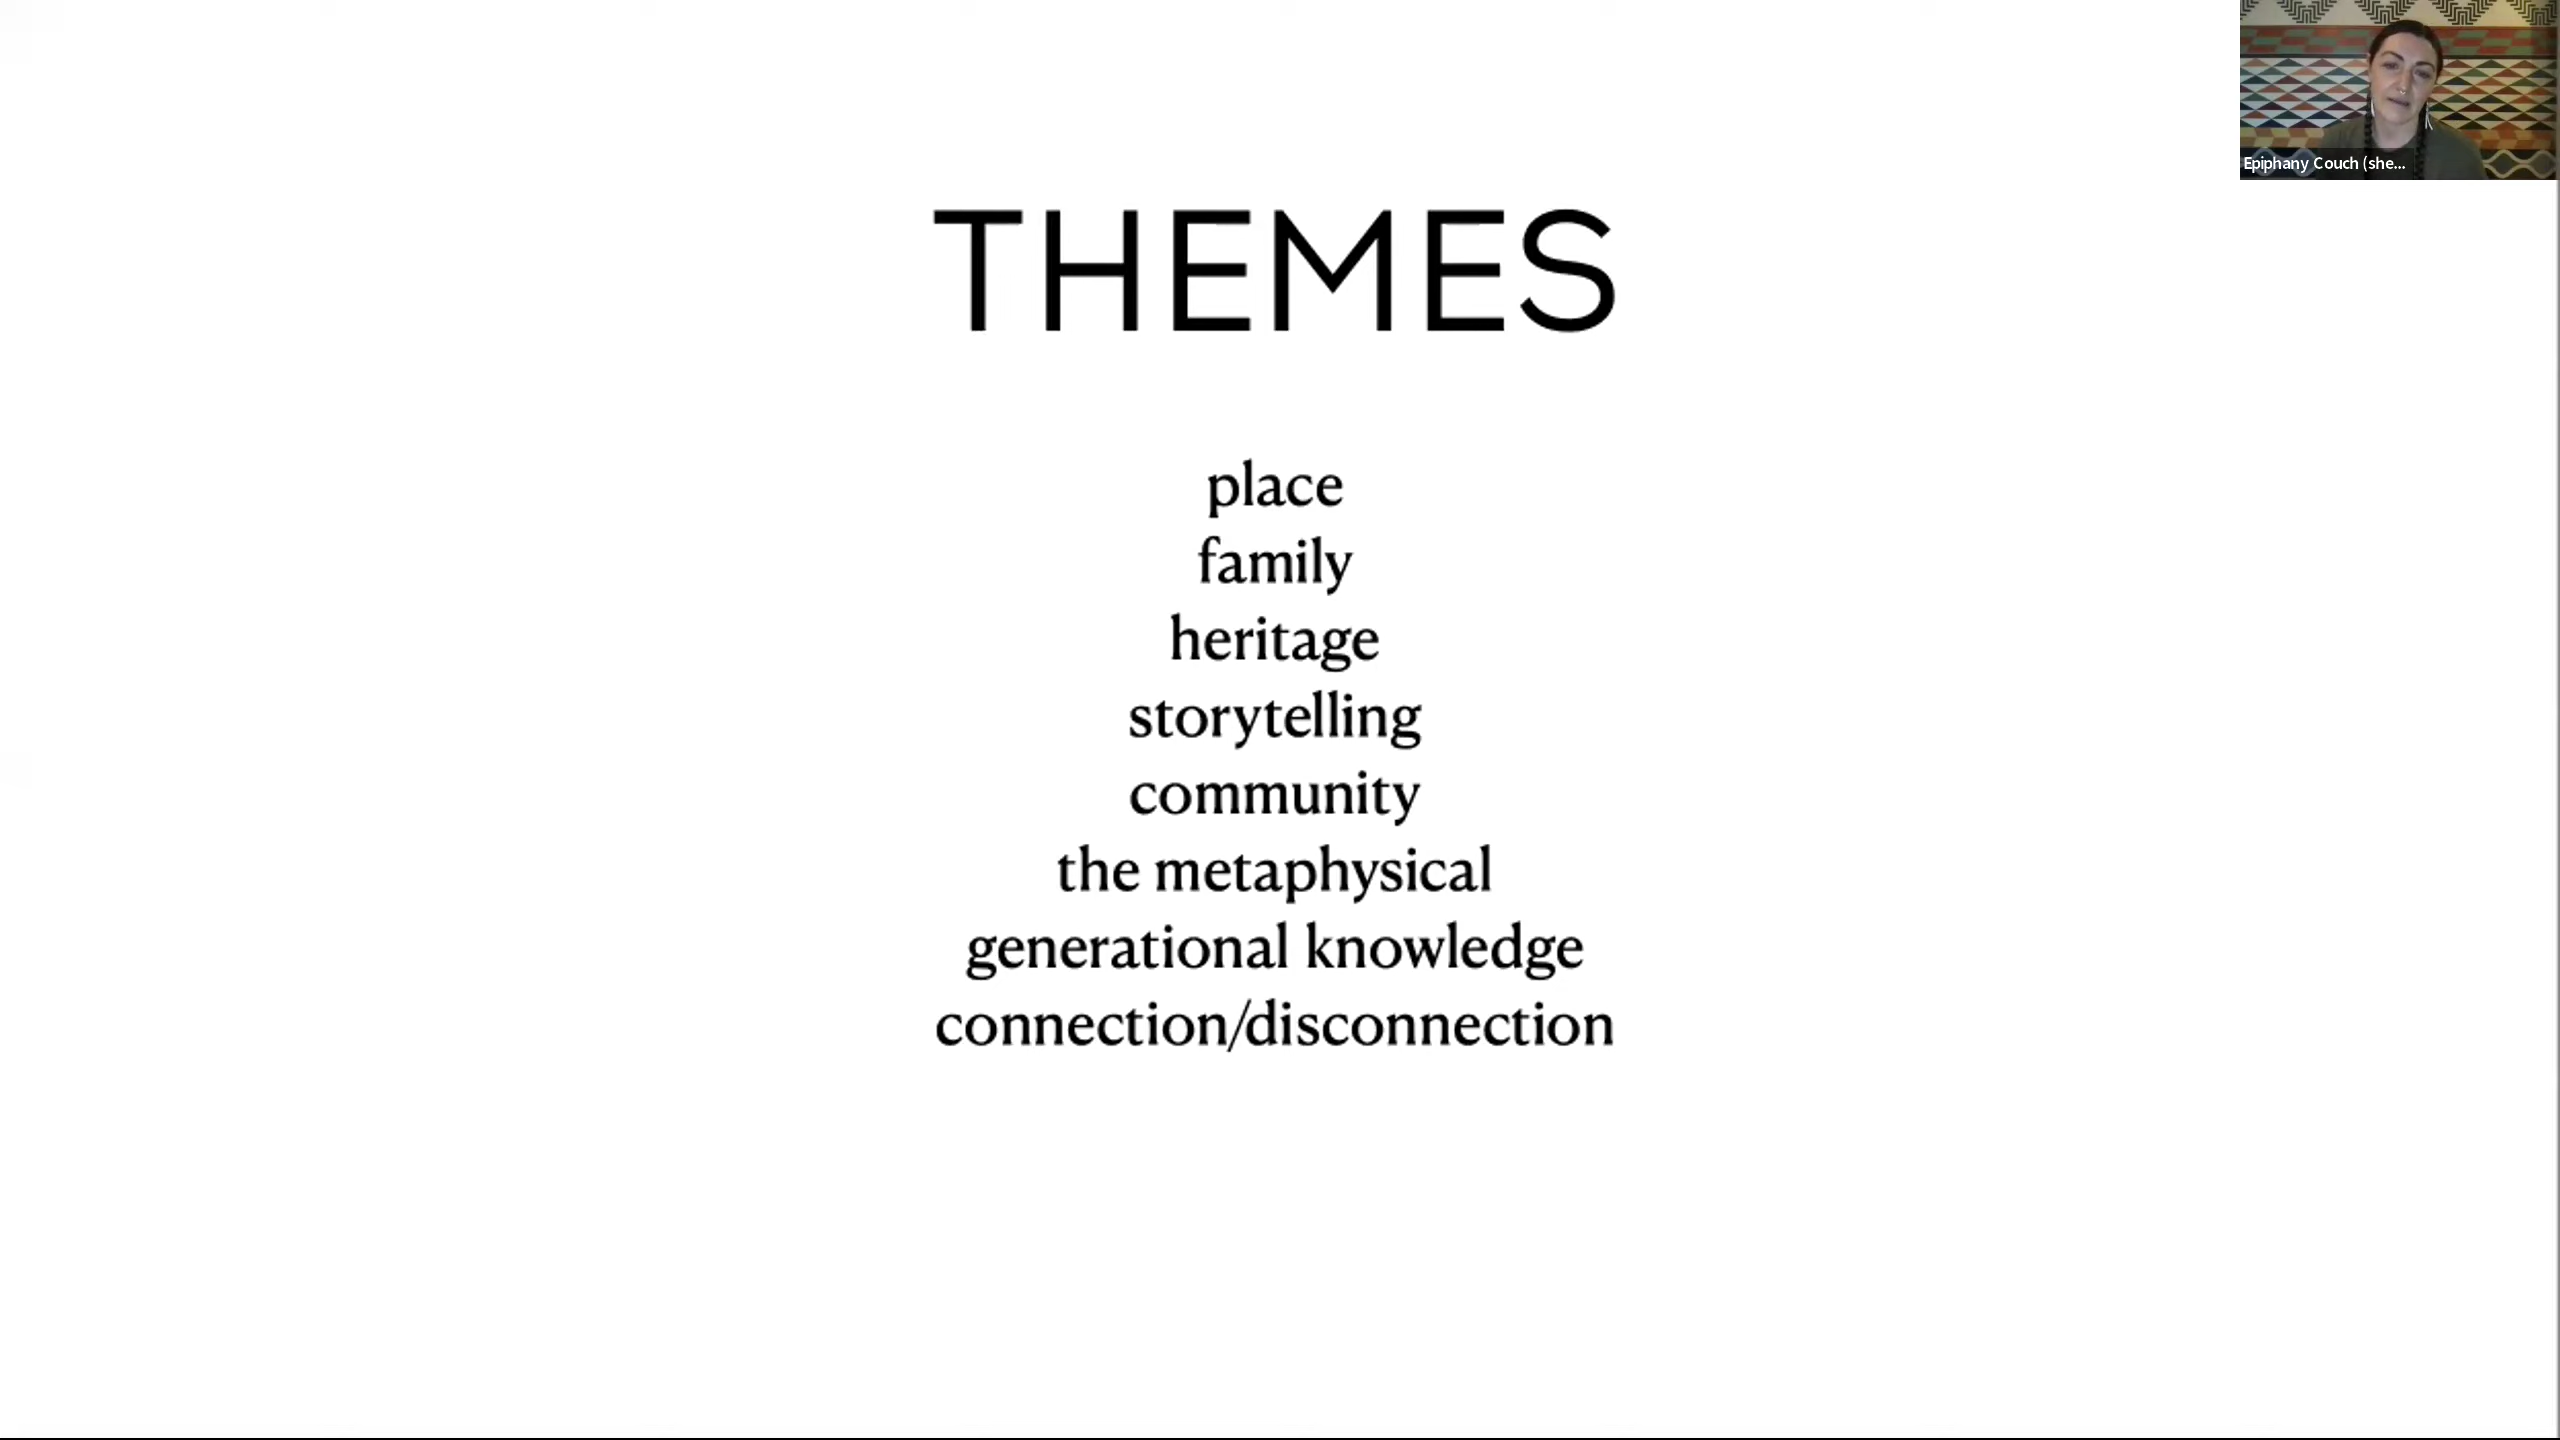 THEMES
place
family
heritage
storytelling
community
the metaphysical
generational knowledge
connection/disconnection
Epiphany Couch (she...